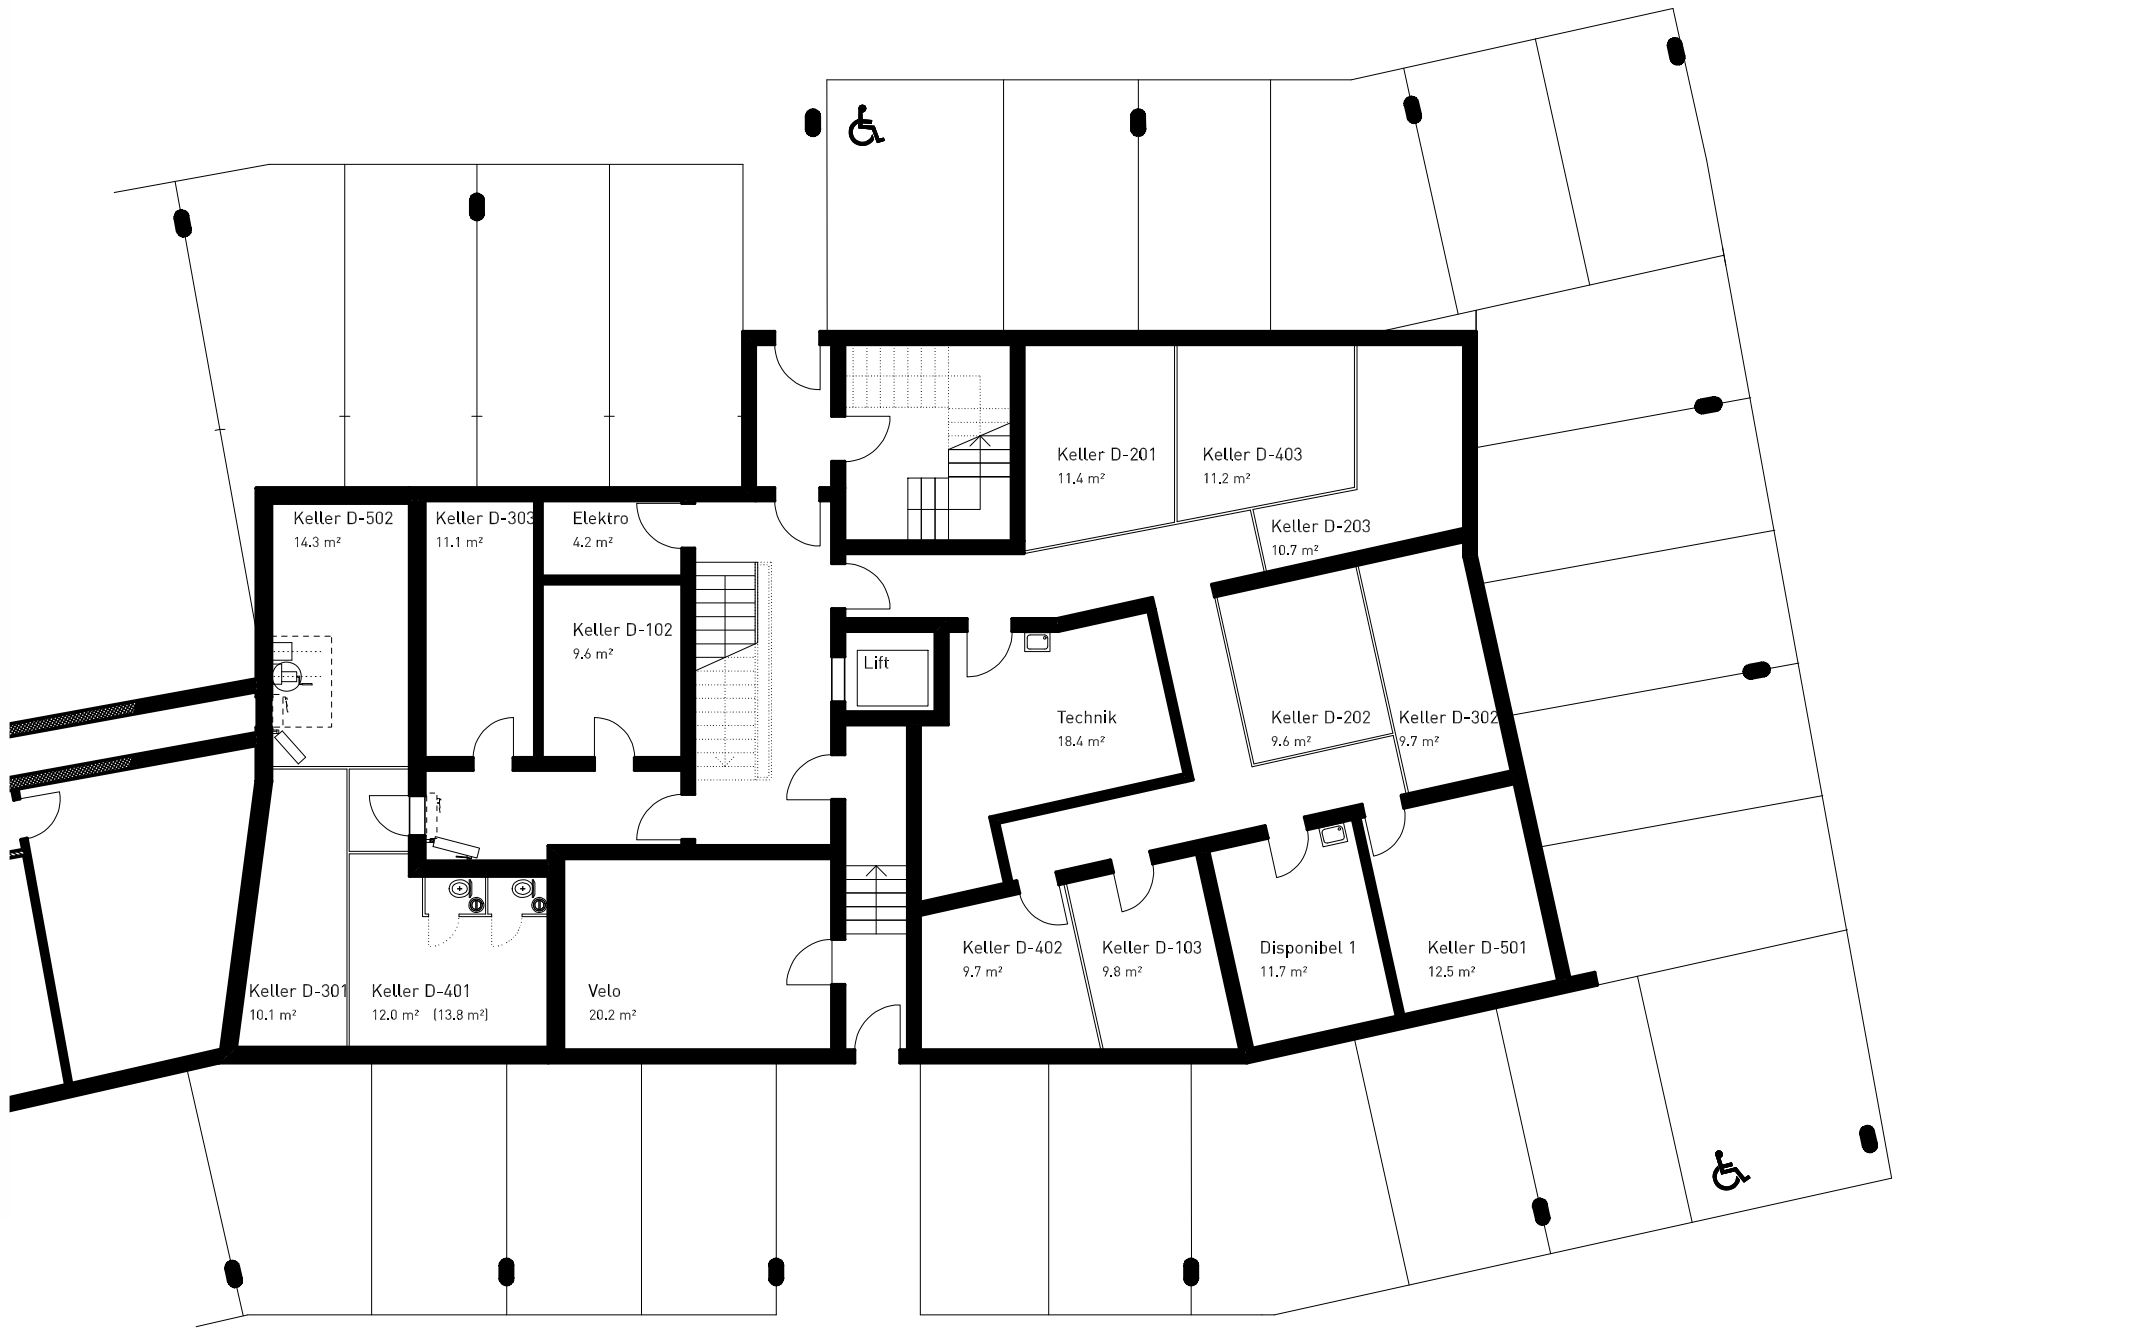 Keller D-201
11.4 m²
Keller D-403
11.2 m²
Keller D-502
14.3 m²
Keller D-303
11.1 m²
Elektro
4.2 m²
Keller D-203
10.7 m²
Keller D-102
9.6 m²
Lift
Technik
18.4 m²
Keller D-202
9.6 m²
Keller D-302
9.7 m²
Keller D-402
9.7 m²
Keller D-103
9.8 m²
Disponibel 1
11.7 m²
Keller D-501
12.5 m²
Keller D-301
10.1 m²
Keller D-401
12.0 m² (13.8 m²)
Velo
20.2 m²